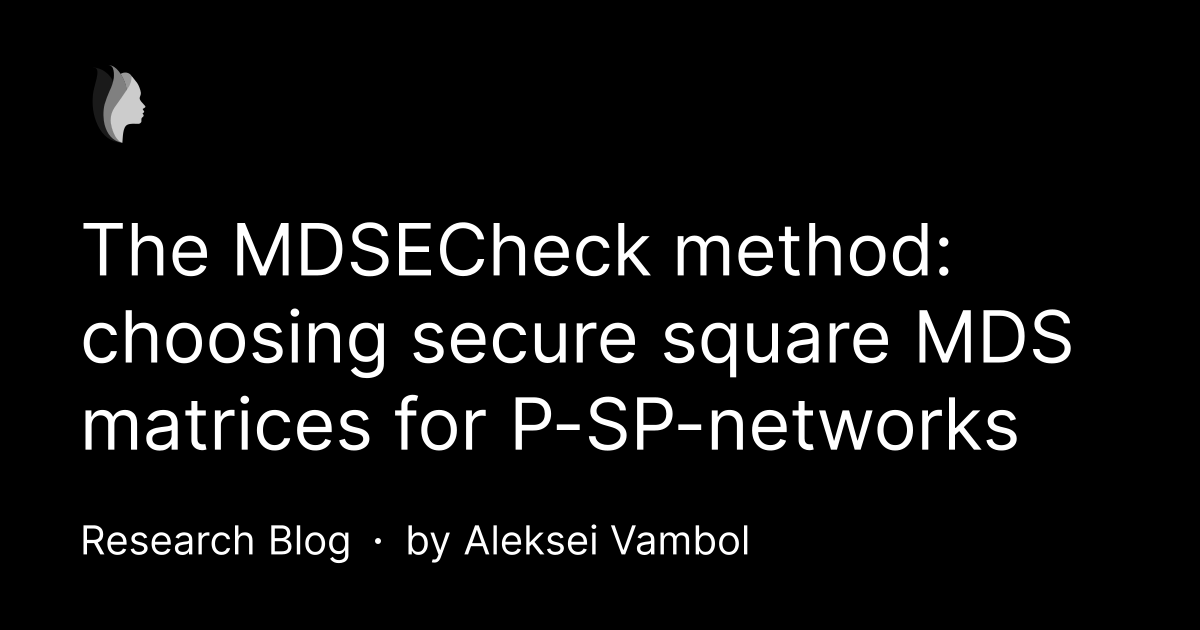 The MDSECheck method:
choosing secure square MDS
matrices for P-SP-networks
Research Blog · by Aleksei Vambol